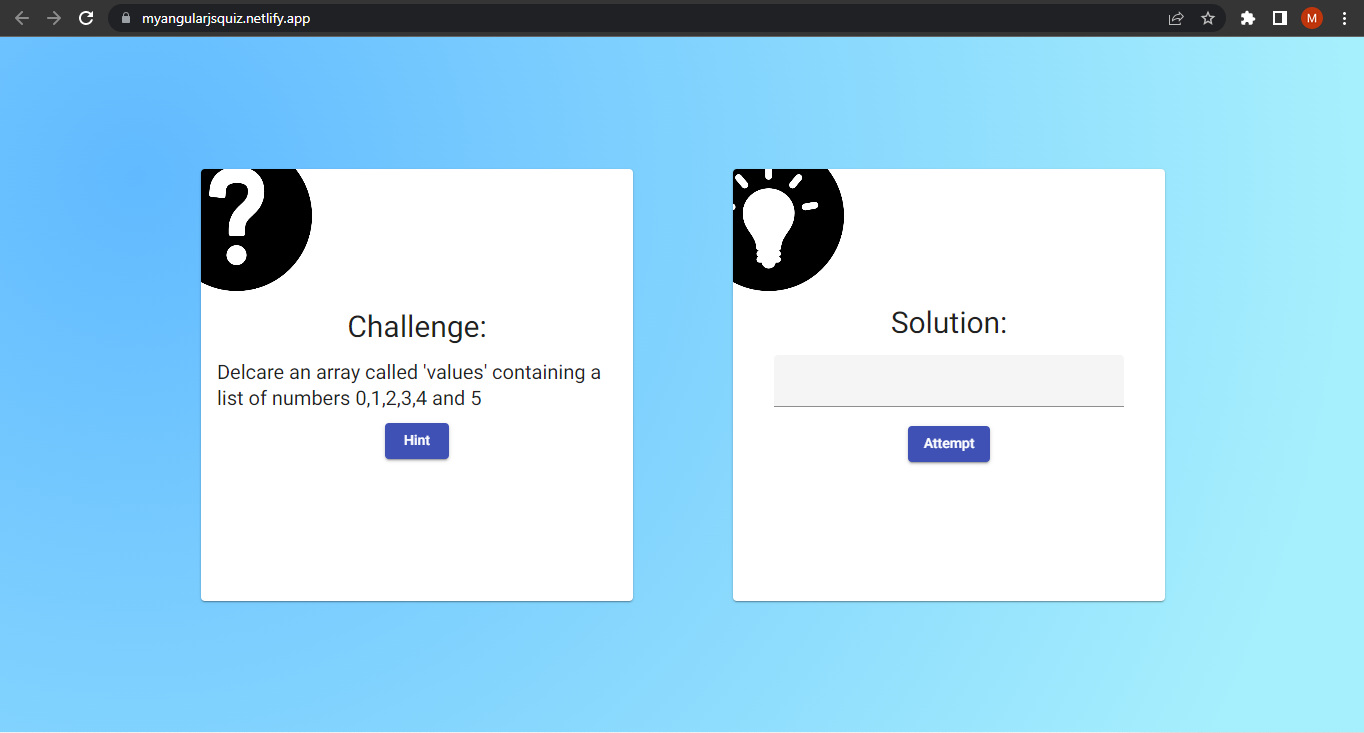 myangularjsquiz.netlify.app
M
Challenge:
Delcare an array called 'values' containing a
list of numbers 0,1,2,3,4 and 5
Hint
Solution:
Attempt